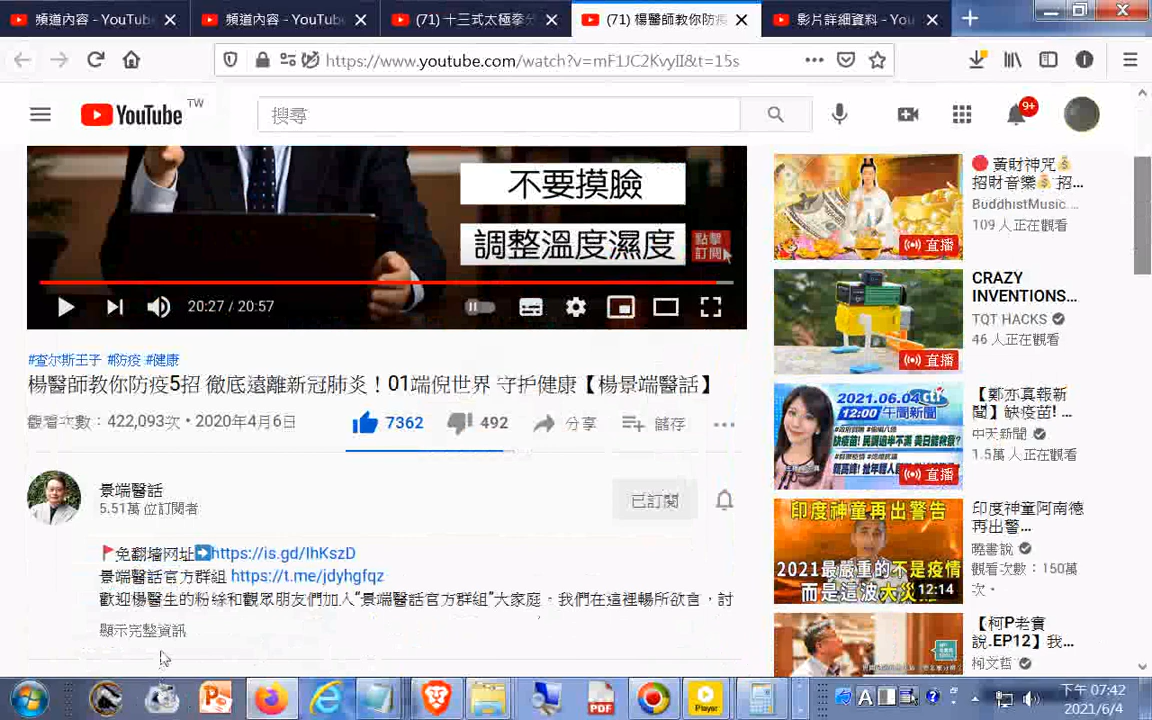 頻道內容 - YouTube
頻道內容 - YouTube
(71) 十三式太極拳分
(71) 楊醫師教你防疫
影片詳細資料 - You
https://www.youtube.com/watch?v=mF1JC2KvyII&t=15s
YouTube TW
搜尋
9+
不要摸臉
調整溫度濕度
點擊
訂閱
20:27 / 20:57
#查尔斯王子 #防疫 #健康
楊醫師教你防疫5招 徹底遠離新冠肺炎！01端倪世界 守护健康【楊景端醫話】
觀看次數：422,093次・2020年4月6日
7362
492
分享
儲存
景端醫話
5.51萬 位訂閱者
已訂閱
🚩免翻墙网址➡https://is.gd/IhKszD
景端醫話官方群組 https://t.me/jdyhgfqz
歡迎楊醫生的粉絲和觀眾朋友們加入“景端醫話官方群組”大家庭。我們在這裡暢所欲言，討
顯示完整資訊
直播
🔴 黃財神咒💰
招財音樂💰 招...
BuddhistMusic...
109 人正在觀看
直播
CRAZY
INVENTIONS...
TQT HACKS
46 人正在觀看
2021.06.04 ctr
12:00 午間新聞
直播
【鄭亦真報新
聞】缺疫苗! ...
中天新聞
1.5萬 人正在觀看
印度神童再出警告
2021最嚴重的不是疫情
而是這波大災
12:14
印度神童阿南德
再出警...
曉書說
觀看次數：150萬
次・
【柯P老實
說.EP12】我...
柯文哲
PDF
Player
下午 07:42
2021/6/4